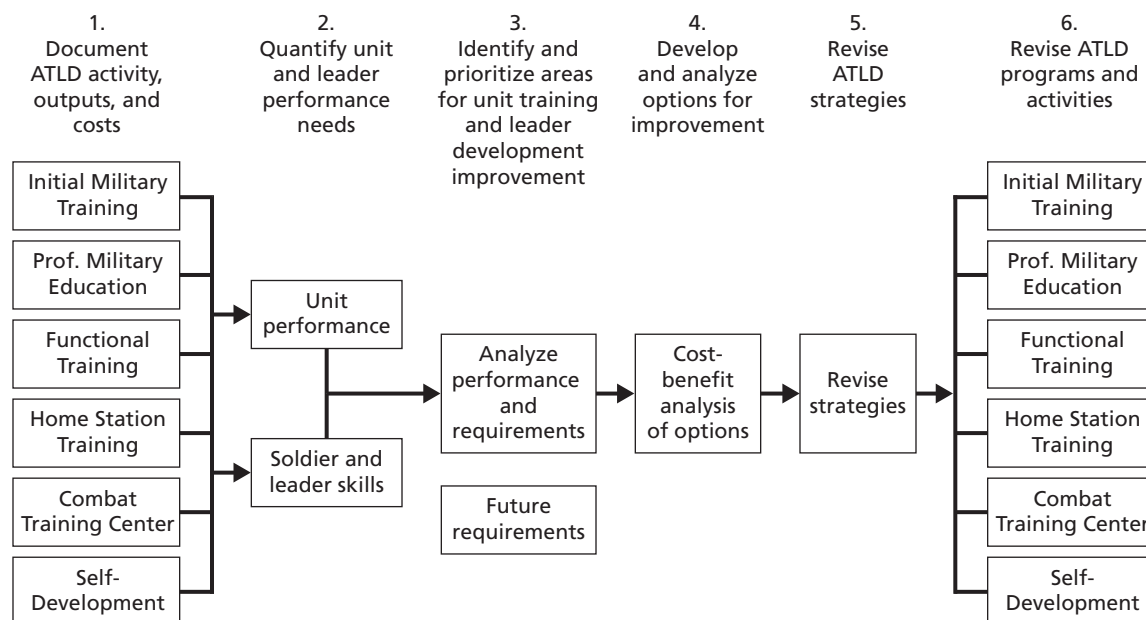 1.
Document
ATLD activity,
outputs, and
costs
2.
Quantify unit
and leader
performance
needs
3.
Identify and
prioritize areas
for unit training
and leader
development
improvement
4.
Develop
and analyze
options for
improvement
5.
Revise
ATLD
strategies
6.
Revise ATLD
programs and
activities
Initial Military
Training
Prof. Military
Education
Functional
Training
Home Station
Training
Combat
Training Center
Self-
Development
Unit
performance
Soldier and
leader skills
Analyze
performance
and
requirements
Future
requirements
Cost-
benefit
analysis
of options
Revise
strategies
Initial Military
Training
Prof. Military
Education
Functional
Training
Home Station
Training
Combat
Training Center
Self-
Development